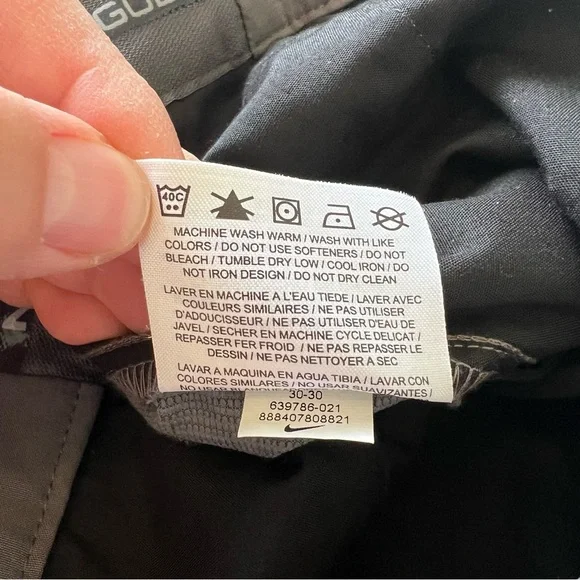 40C
MACHINE WASH WARM / WASH WITH LIKE
COLORS / DO NOT USE SOFTENERS / DO NOT
BLEACH / TUMBLE DRY LOW / COOL IRON / DO
NOT IRON DESIGN / DO NOT DRY CLEAN
LAVER EN MACHINE A L'EAU TIEDE / LAVER AVEC
COULEURS SIMILAIRES / NE PAS UTILISER
D'ADOUCISSEUR / NE PAS UTILISER D'EAU DE
JAVEL / SECHER EN MACHINE CYCLE DELICAT /
REPASSER FER FROID / NE PAS REPASSER LE
DESSIN / NE PAS NETTOYER A SEC
LAVAR A MAQUINA EN AGUA TIBIA / LAVAR CON
COLORES SIMILARES / NO USAR SUAVIZANTES /
30-30
639786-021
888407808821